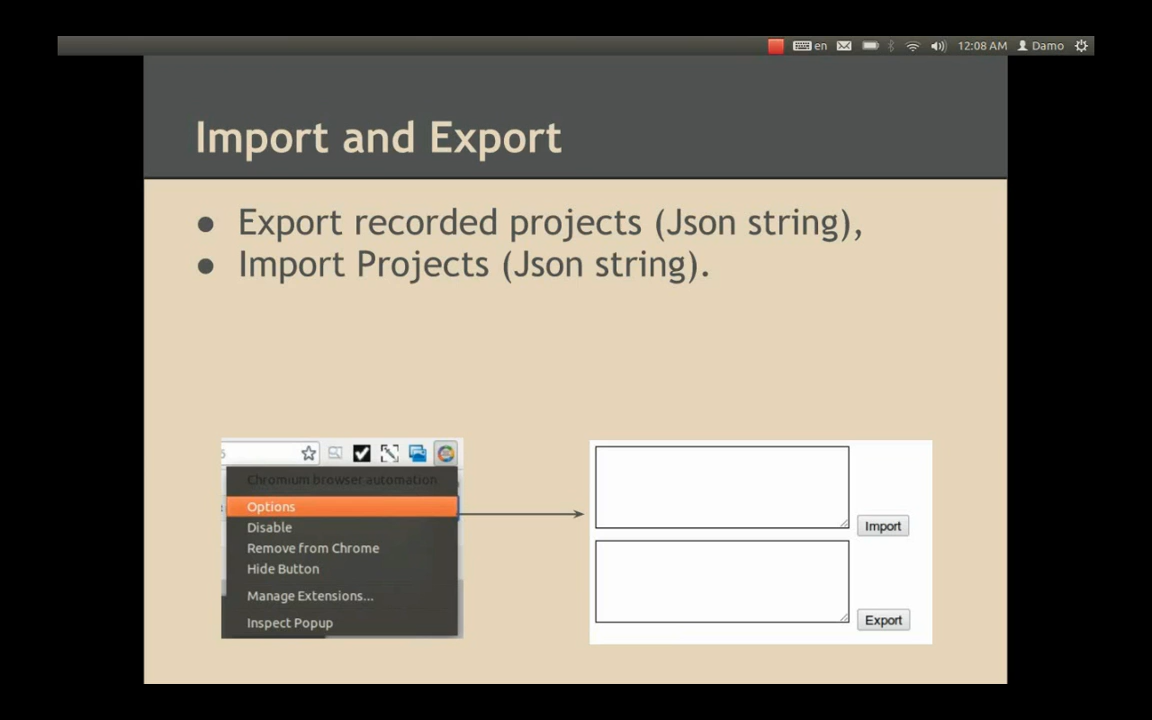 en 12:08 AM Damo
Import and Export
● Export recorded projects (Json string),
● Import Projects (Json string).
Chromium browser automation
Options
Disable
Remove from Chrome
Hide Button
Manage Extensions...
Inspect Popup
Import
Export